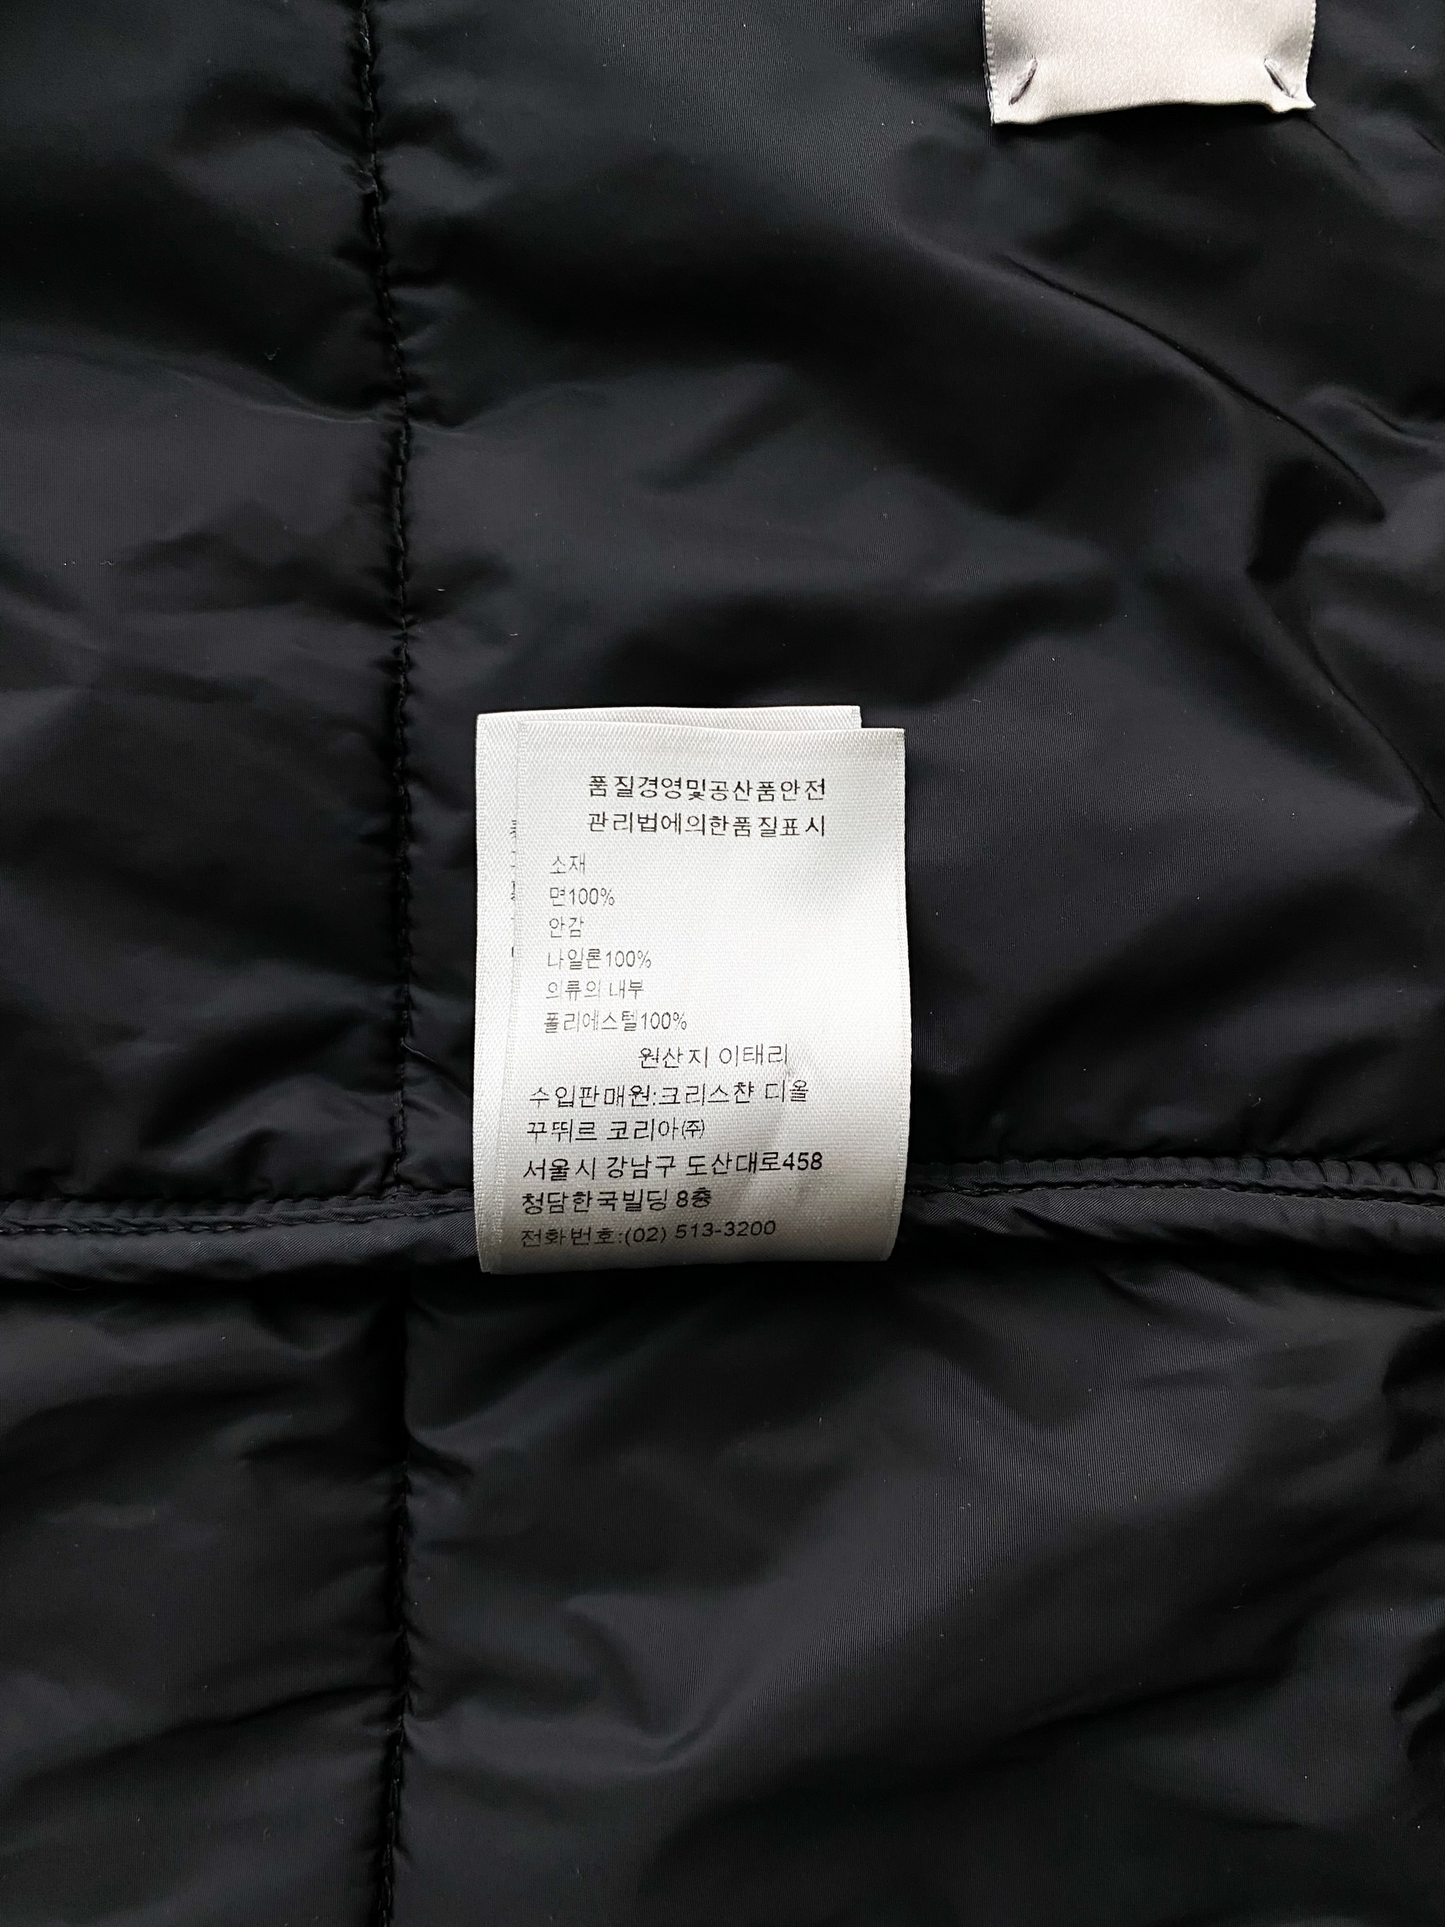 품질경영및공산품안전
관리법에의한품질표시
소재
면100%
안감
나일론100%
의류의 내부
폴리에스텔100%
원산지 이태리
수입판매원:크리스챤 디올
꾸뛰르 코리아㈜
서울시 강남구 도산대로458
청담한국빌딩 8층
전화번호:(02) 513-3200